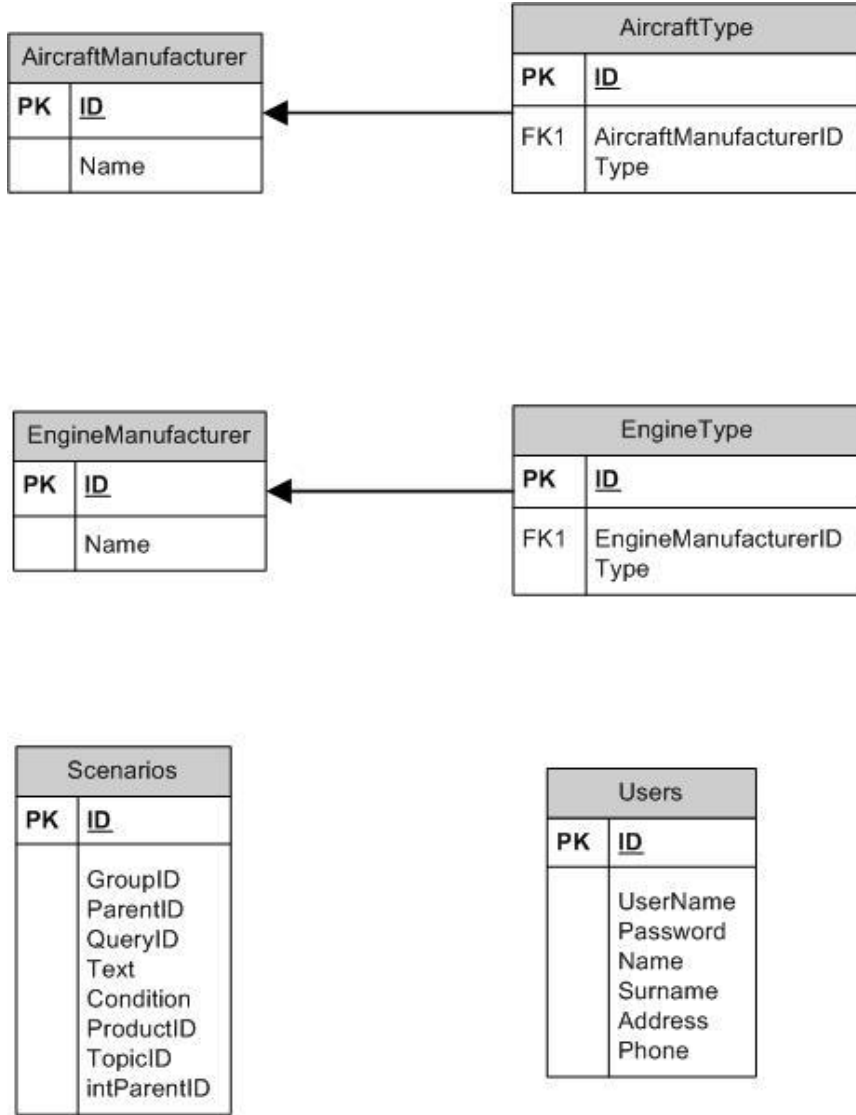 AircraftManufacturer
PK ID
Name
AircraftType
PK ID
FK1 AircraftManufacturerID
Type
EngineManufacturer
PK ID
Name
EngineType
PK ID
FK1 EngineManufacturerID
Type
Scenarios
PK ID
GroupID
ParentID
QueryID
Text
Condition
ProductID
TopicID
intParentID
Users
PK ID
UserName
Password
Name
Surname
Address
Phone